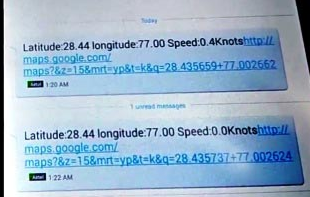 Today
Latitude:28.44 longitude:77.00 Speed:0.4Knotshttp://
maps.google.com/
maps?&z=15&mrt=yp&t=k&q=28.435659+77.002662
Airtel 1:20 AM
1 unread messages
Latitude:28.44 longitude:77.00 Speed:0.0Knotshttp://
maps.google.com/
maps?&z=15&mrt=yp&t=k&q=28.435737+77.002624
Airtel 1:22 AM